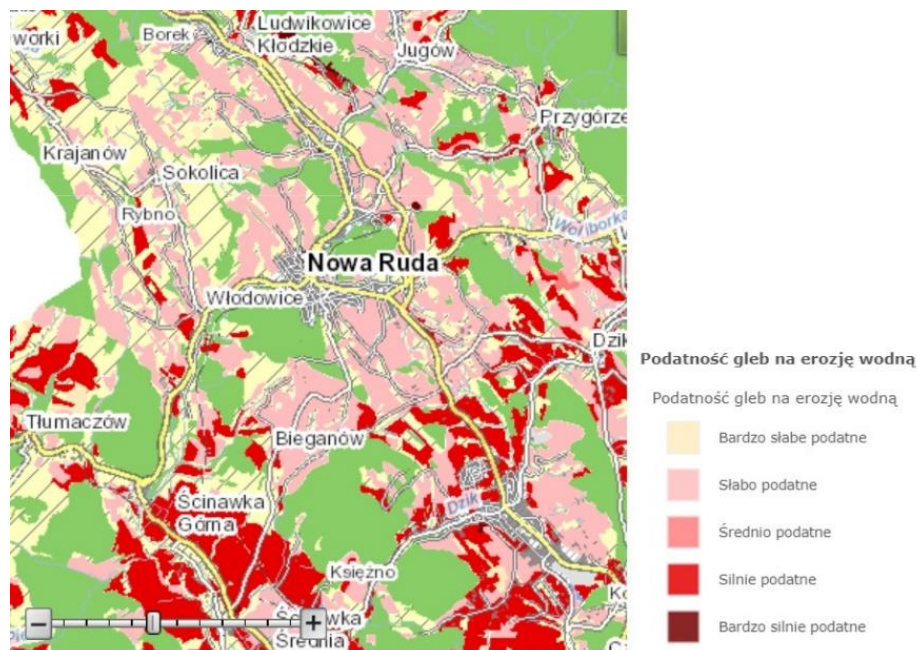 Ludwikowice
Kłodzkie
Borek
worki
Jugów
Przygórze
Krajanów
Sokolica
Rybno
Woliborka
Nowa Ruda
Włodowice
Dzik
Tłumaczów
Bieganów
Ścinawka
Górna
Dzik
Księżno
Średnia
Podatność gleb na erozję wodną
Podatność gleb na erozję wodną
Bardzo słabe podatne
Słabo podatne
Średnio podatne
Silnie podatne
Bardzo silnie podatne